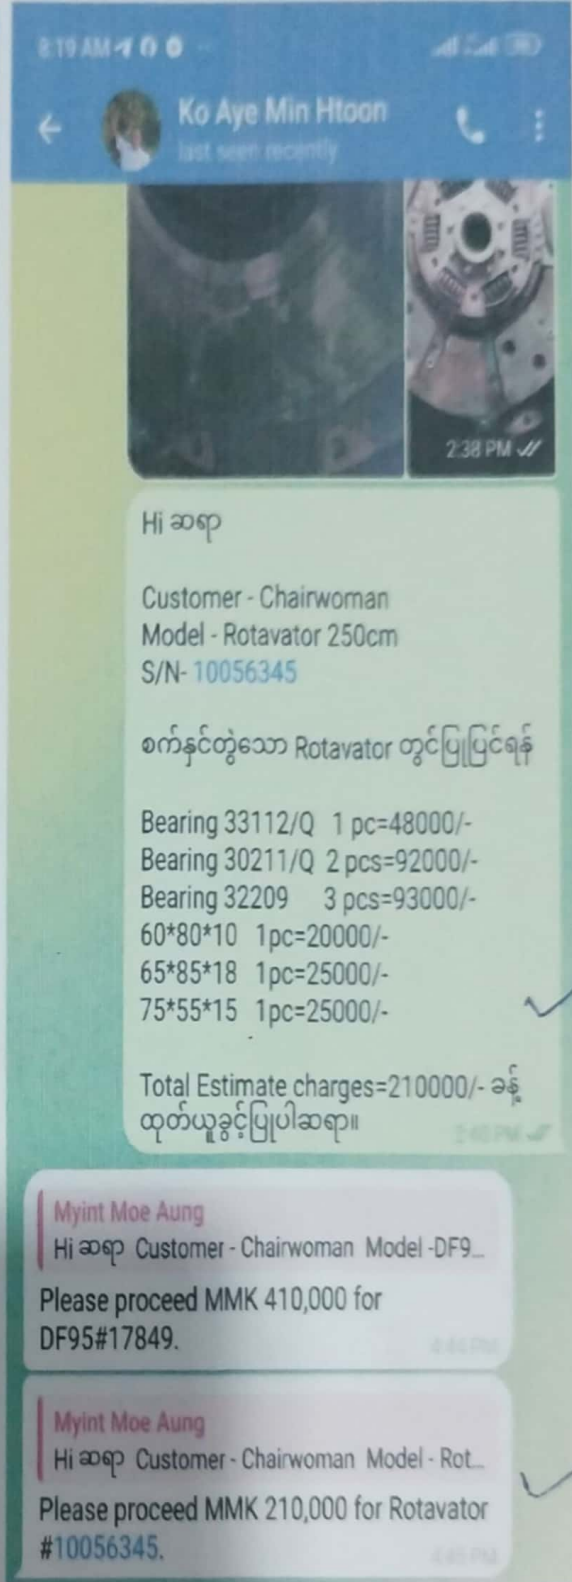 8:19 AM
Ko Aye Min Htoon
last seen recently
2:38 PM
Hi ဆရာ
Customer - Chairwoman
Model - Rotavator 250cm
S/N- 10056345
စက်နှင်တွဲသော Rotavator တွင်ပြုပြင်ရန်
Bearing 33112/Q 1 pc=48000/-
Bearing 30211/Q 2 pcs=92000/-
Bearing 32209 3 pcs=93000/-
60*80*10 1pc=20000/-
65*85*18 1pc=25000/-
75*55*15 1pc=25000/-
Total Estimate charges=210000/- ခန့်
ထုတ်ယူခွင့်ပြုပါဆရာ။
Myint Moe Aung
Hi ဆရာ Customer - Chairwoman Model -DF9...
Please proceed MMK 410,000 for
DF95#17849.
4:44 PM
Myint Moe Aung
Hi ဆရာ Customer - Chairwoman Model - Rot...
Please proceed MMK 210,000 for Rotavator
#10056345.